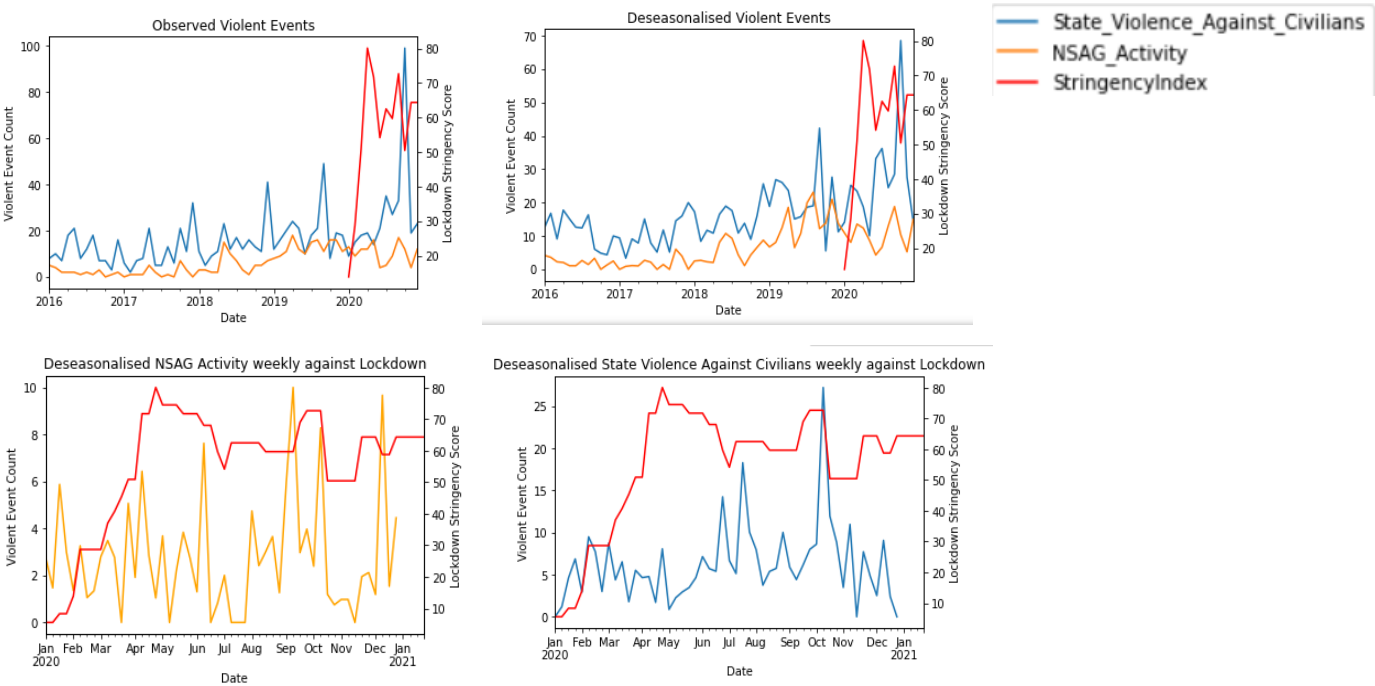 Observed Violent Events
Violent Event Count
100
80
60
40
20
0
80
70
60
50
40
30
20
Lockdown Stringency Score
2016 2017 2018 2019 2020
Date
Deseasonalised Violent Events
Violent Event Count
70
60
50
40
30
20
10
0
80
70
60
50
40
30
20
Lockdown Stringency Score
2016 2017 2018 2019 2020
Date
State_Violence_Against_Civilians
NSAG_Activity
StringencyIndex
Deseasonalised NSAG Activity weekly against Lockdown
Violent Event Count
10
8
6
4
2
0
80
70
60
50
40
30
20
10
Lockdown Stringency Score
Jan Feb Mar Apr May Jun Jul Aug Sep Oct Nov Dec Jan
2020 2021
Date
Deseasonalised State Violence Against Civilians weekly against Lockdown
Violent Event Count
25
20
15
10
5
0
80
70
60
50
40
30
20
10
Lockdown Stringency Score
Jan Feb Mar Apr May Jun Jul Aug Sep Oct Nov Dec Jan
2020 2021
Date